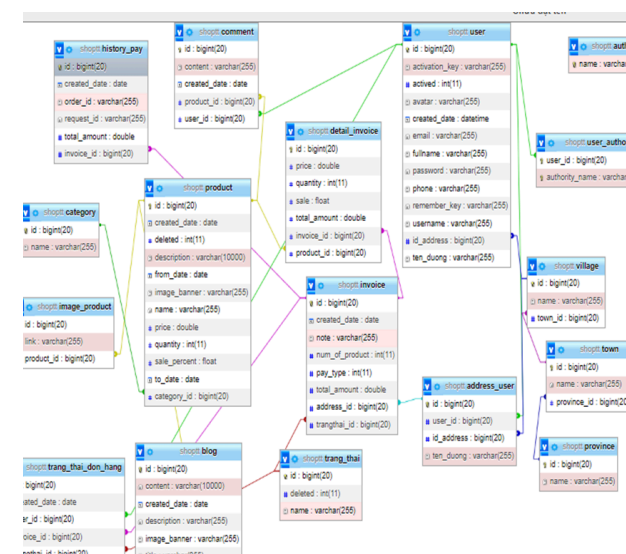 shoptt history_pay
id : bigint(20)
created_date : date
order_id : varchar(255)
request_id : varchar(255)
total_amount : double
invoice_id : bigint(20)
shoptt comment
id : bigint(20)
content : varchar(255)
created_date : date
product_id : bigint(20)
user_id : bigint(20)
shoptt user
id : bigint(20)
activation_key : varchar(255)
actived : int(11)
avatar : varchar(255)
created_date : datetime
email : varchar(255)
fullname : varchar(255)
password : varchar(255)
phone : varchar(255)
remember_key : varchar(255)
username : varchar(255)
id_address : bigint(20)
ten_duong : varchar(255)
shoptt
name : varchar
shoptt detail_invoice
id : bigint(20)
price : double
quantity : int(11)
sale : float
total_amount : double
invoice_id : bigint(20)
product_id : bigint(20)
shoptt user_autho
user_id : bigint(20)
authority_name : varchar
shoptt product
id : bigint(20)
created_date : date
deleted : int(11)
description : varchar(10000)
from_date : date
image_banner : varchar(255)
name : varchar(255)
price : double
quantity : int(11)
sale_percent : float
to_date : date
category_id : bigint(20)
shoptt category
id : bigint(20)
name : varchar(255)
shoptt image_product
id : bigint(20)
link : varchar(255)
product_id : bigint(20)
shoptt invoice
id : bigint(20)
created_date : date
note : varchar(255)
num_of_product : int(11)
pay_type : int(11)
total_amount : double
address_id : bigint(20)
trangthai_id : bigint(20)
shoptt village
id : bigint(20)
name : varchar(255)
town_id : bigint(20)
shoptt town
id : bigint(20)
name : varchar(255)
province_id : bigint(20
shoptt address_user
id : bigint(20)
user_id : bigint(20)
id_address : bigint(20)
ten_duong : varchar(255)
shoptt province
id : bigint(20)
name : varchar(255)
shoptt blog
id : bigint(20)
content : varchar(10000)
created_date : date
description : varchar(255)
image_banner : varchar(255)
shoptt trang_thai
id : bigint(20)
deleted : int(11)
name : varchar(255)
shoptt trang_thai_don_hang
bigint(20)
ated_date : date
er_id : bigint(20)
oice_id : bigint(20)